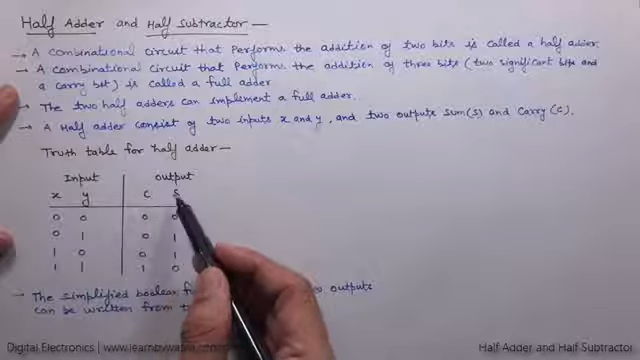 Half Adder and Half Subtractor —
→ A combinational circuit that performs the addition of two bits is called a half adder.
→ A combinational circuit that performs the addition of three bits (two significant bits and
a carry bit) is called a full adder
→ The two half adders can implement a full adder.
→ A Half adder consist of two inputs x and y, and two outputs sum(s) and carry (c).
Truth table for half adder —
Input output
x y c s
0 0 0 0
0 1 0 1
1 0 0 1
1 1 1 0
→ The simplified boolean outputs
can be written from
Digital Electronics | www.learnbywatch
Half Adder and Half Subtractor